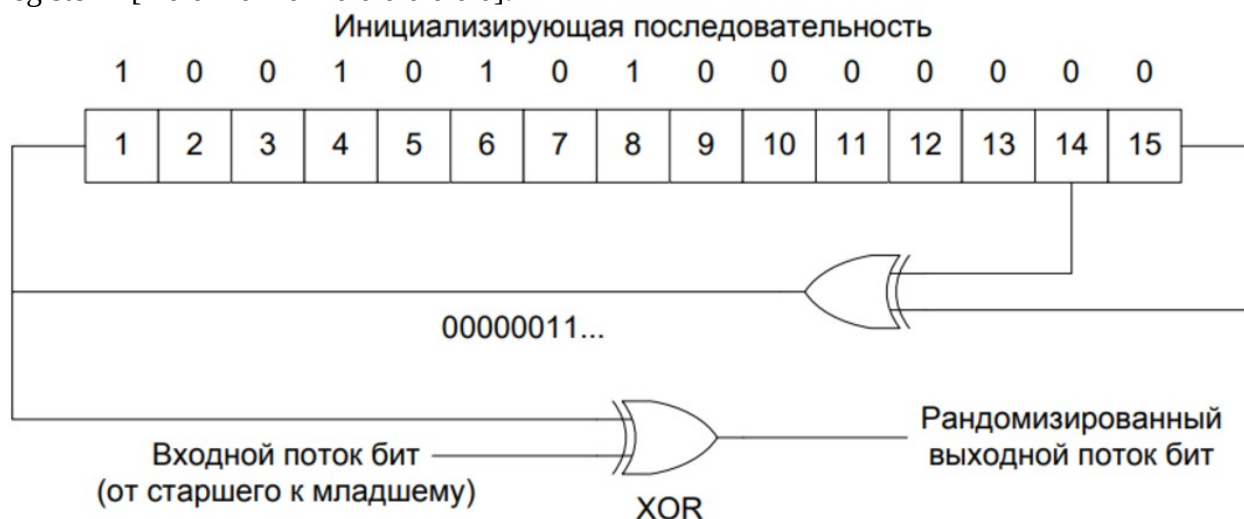 Инициализирующая последовательность
1 0 0 1 0 1 0 1 0 0 0 0 0 0 0
1 2 3 4 5 6 7 8 9 10 11 12 13 14 15
00000011...
Входной поток бит
(от старшего к младшему)
XOR
Рандомизированный
выходной поток бит